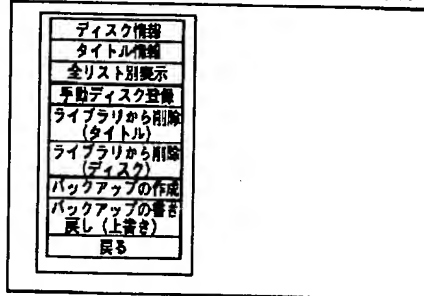 ディスク情報
タイトル情報
全リスト別表示
手動ディスク登録
ライブラリから削除
(タイトル)
ライブラリから削除
(ディスク)
バックアップの作成
バックアップの書き
戻し(上書き)
戻る